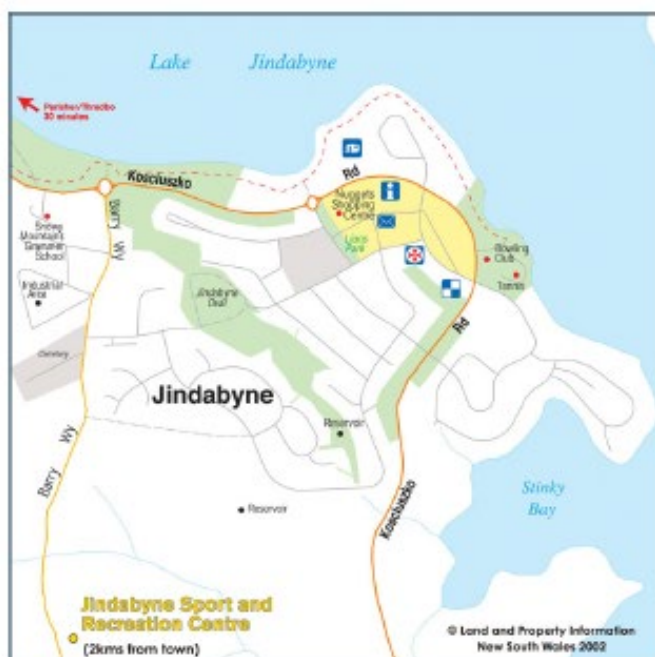 Lake Jindabyne
Perisher/Thredbo
30 minutes
Kosciuszko
Rd
Nuggets
Shopping
Centre
Lions
Park
Barry Wy
Snowy
Mountains
Grammar
School
Industrial
Area
Bowling
Club
Tennis
Jindabyne
Oval
Cemetery
Rd
Jindabyne
Reservoir
Barry Wy
Kosciuszko
Stinky
Bay
Reservoir
Jindabyne Sport and
Recreation Centre
(2kms from town)
© Land and Property Information
New South Wales 2002